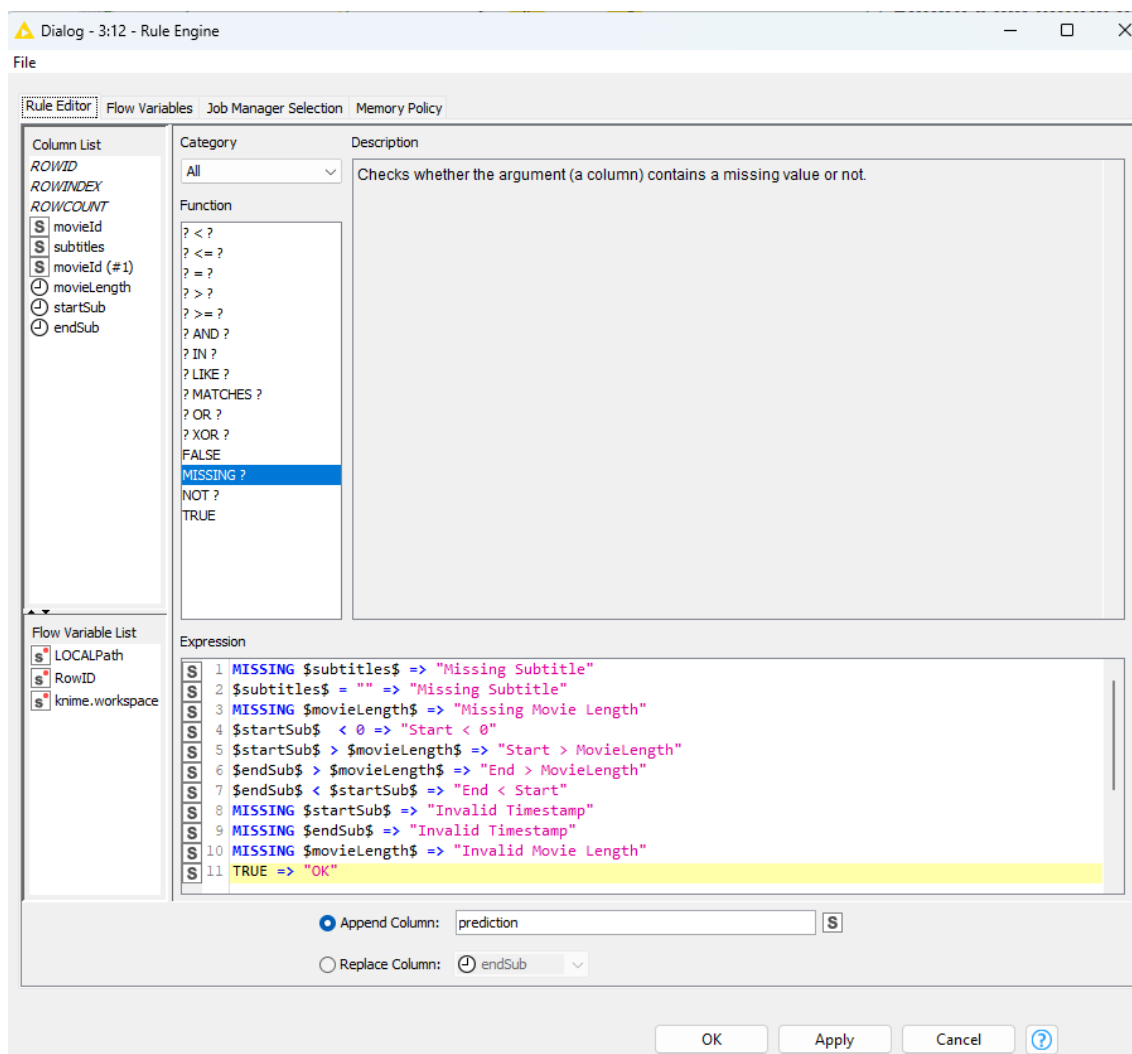 Dialog - 3:12 - Rule Engine
File
Rule Editor Flow Variables Job Manager Selection Memory Policy
Column List
ROWID
ROWINDEX
ROWCOUNT
S movieId
S subtitles
S movieId (#1)
movieLength
startSub
endSub
Category
All
Function
? < ?
? <= ?
? = ?
? > ?
? >= ?
? AND ?
? IN ?
? LIKE ?
? MATCHES ?
? OR ?
? XOR ?
FALSE
MISSING ?
NOT ?
TRUE
Description
Checks whether the argument (a column) contains a missing value or not.
Flow Variable List
s LOCALPath
s RowID
s knime.workspace
Expression
S 1 MISSING $subtitles$ => "Missing Subtitle"
S 2 $subtitles$ = "" => "Missing Subtitle"
S 3 MISSING $movieLength$ => "Missing Movie Length"
S 4 $startSub$  < 0 => "Start < 0"
S 5 $startSub$ > $movieLength$ => "Start > MovieLength"
S 6 $endSub$ > $movieLength$ => "End > MovieLength"
S 7 $endSub$ < $startSub$ => "End < Start"
S 8 MISSING $startSub$ => "Invalid Timestamp"
S 9 MISSING $endSub$ => "Invalid Timestamp"
S 10 MISSING $movieLength$ => "Invalid Movie Length"
S 11 TRUE => "OK"
Append Column: prediction S
Replace Column: endSub
OK Apply Cancel ?